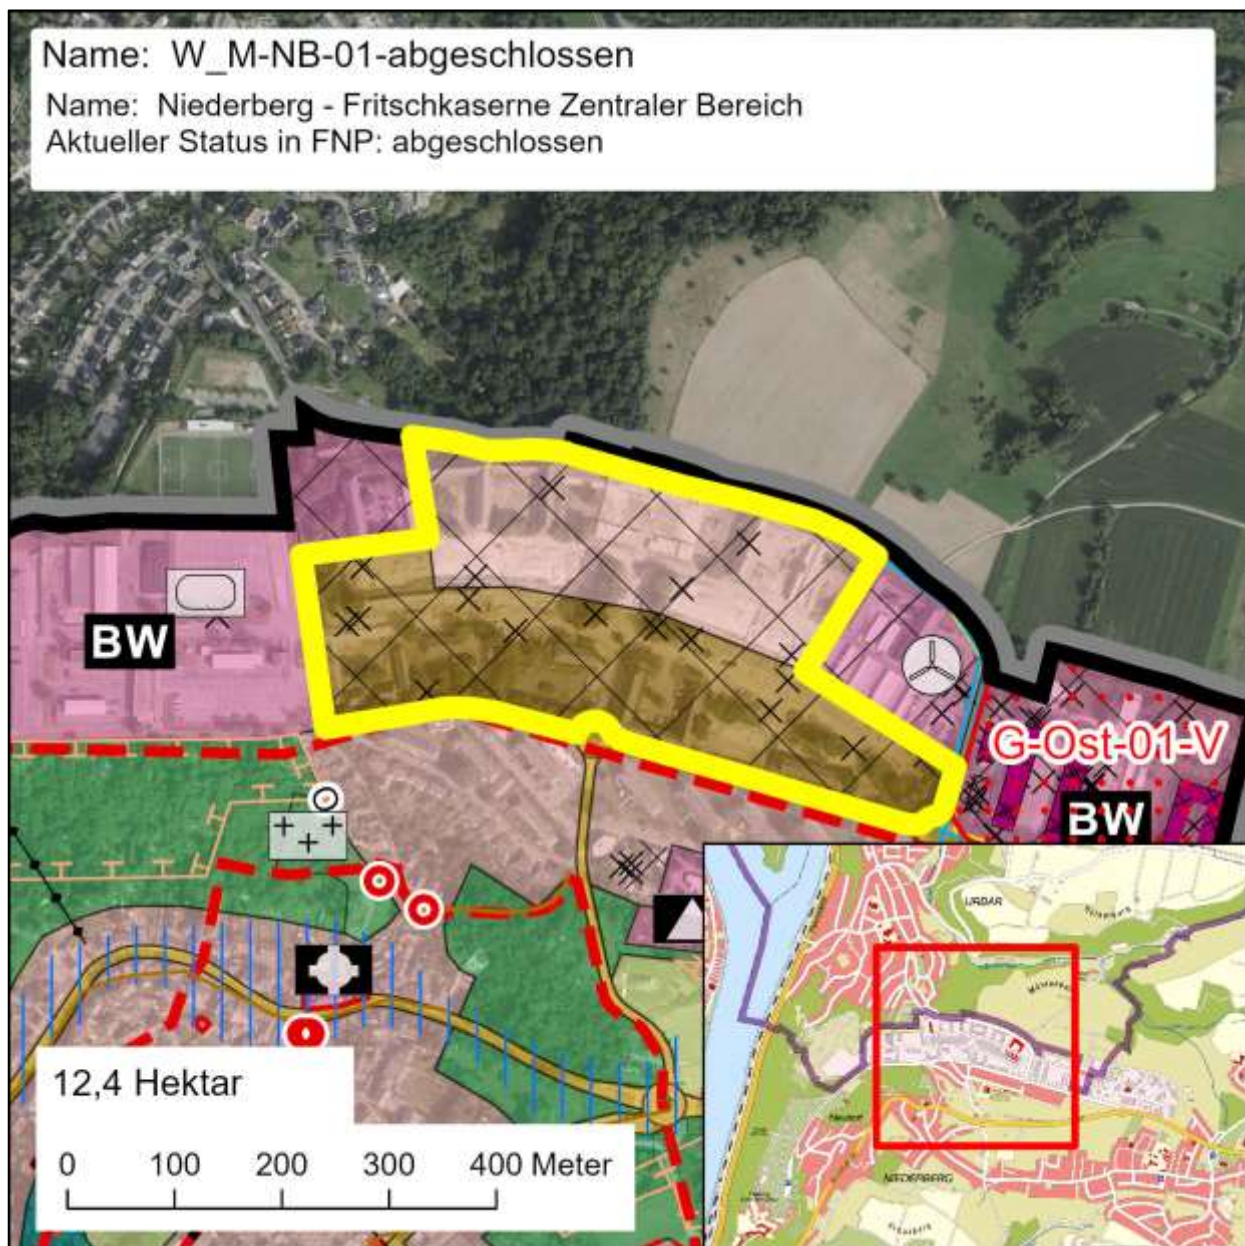 Name: W_M-NB-01-abgeschlossen
Name: Niederberg - Fritschkaserne Zentraler Bereich
Aktueller Status in FNP: abgeschlossen
BW
G-Ost-01-V
BW
12,4 Hektar
0 100 200 300 400 Meter
URBAR
NIEDERBERG